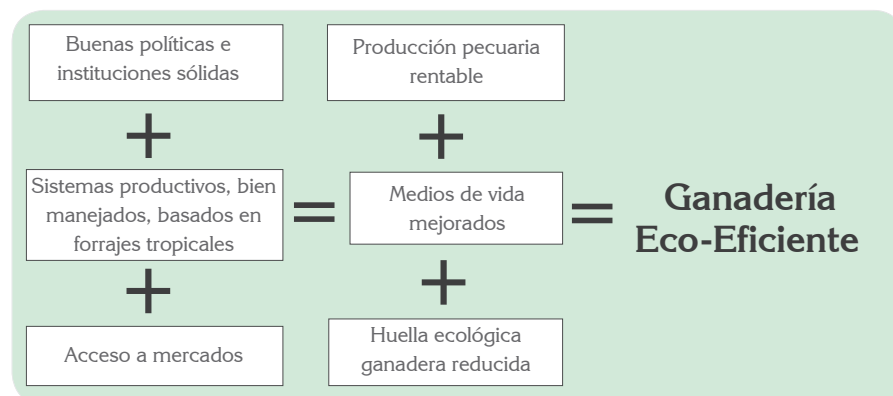 Buenas políticas e
instituciones sólidas
+
Sistemas productivos, bien
manejados, basados en
forrajes tropicales
+
Acceso a mercados
=
Producción pecuaria
rentable
+
Medios de vida
mejorados
+
Huella ecológica
ganadera reducida
=
Ganadería
Eco-Eficiente